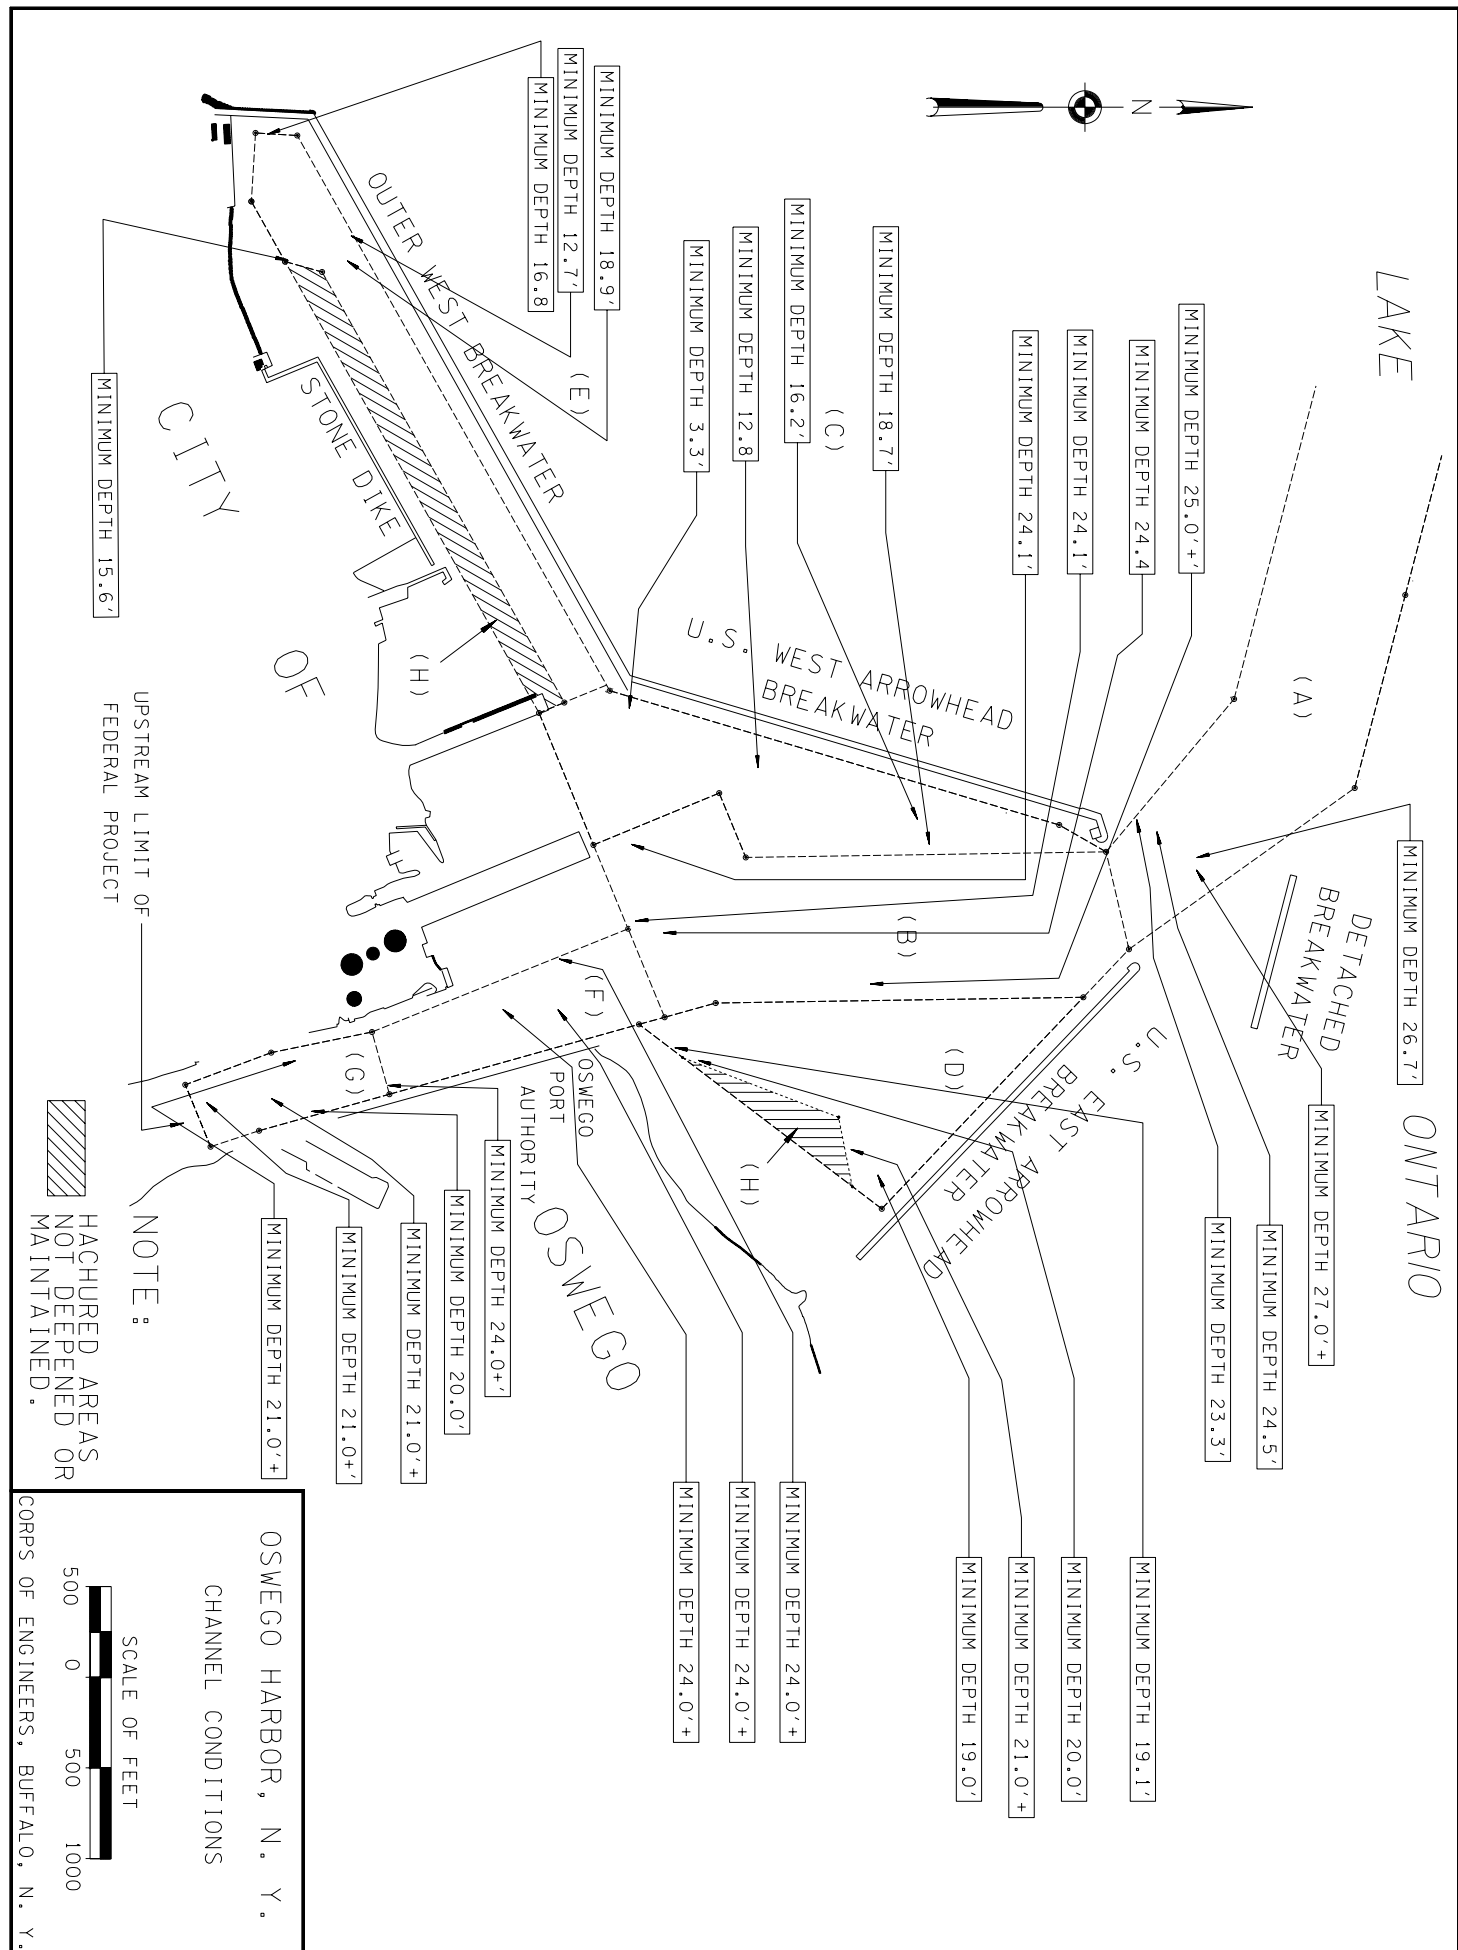 LAKE
ONTARIO
N
(A)
MINIMUM DEPTH 26.7'
DETACHED
BREAKWATER
MINIMUM DEPTH 27.0'+
MINIMUM DEPTH 24.5'
MINIMUM DEPTH 23.3'
MINIMUM DEPTH 25.0'+
MINIMUM DEPTH 24.4
MINIMUM DEPTH 24.1'
MINIMUM DEPTH 24.1'
MINIMUM DEPTH 18.7'
(C)
MINIMUM DEPTH 16.2'
MINIMUM DEPTH 12.8
MINIMUM DEPTH 3.3'
U.S. WEST ARROWHEAD
BREAKWATER
(B)
U.S. EAST ARROWHEAD
BREAKWATER
(D)
MINIMUM DEPTH 19.1'
MINIMUM DEPTH 20.0'
MINIMUM DEPTH 21.0'+
MINIMUM DEPTH 19.0'
MINIMUM DEPTH 18.9'
MINIMUM DEPTH 12.7'
MINIMUM DEPTH 16.8
(E)
OUTER WEST BREAKWATER
(H)
(F)
MINIMUM DEPTH 24.0'+
MINIMUM DEPTH 24.0'+
MINIMUM DEPTH 24.0'+
OSWEGO
PORT
AUTHORITY
STONE DIKE
(H)
(G)
CITY
OF
OSWEGO
MINIMUM DEPTH 15.6'
UPSTREAM LIMIT OF
FEDERAL PROJECT
MINIMUM DEPTH 24.0+'
MINIMUM DEPTH 20.0'
MINIMUM DEPTH 21.0'+
MINIMUM DEPTH 21.0+'
MINIMUM DEPTH 21.0'+
NOTE:
HACHURED AREAS
NOT DEEPENED OR
MAINTAINED.
OSWEGO HARBOR, N. Y.
CHANNEL CONDITIONS
SCALE OF FEET
500 0 500 1000
CORPS OF ENGINEERS, BUFFALO, N. Y.